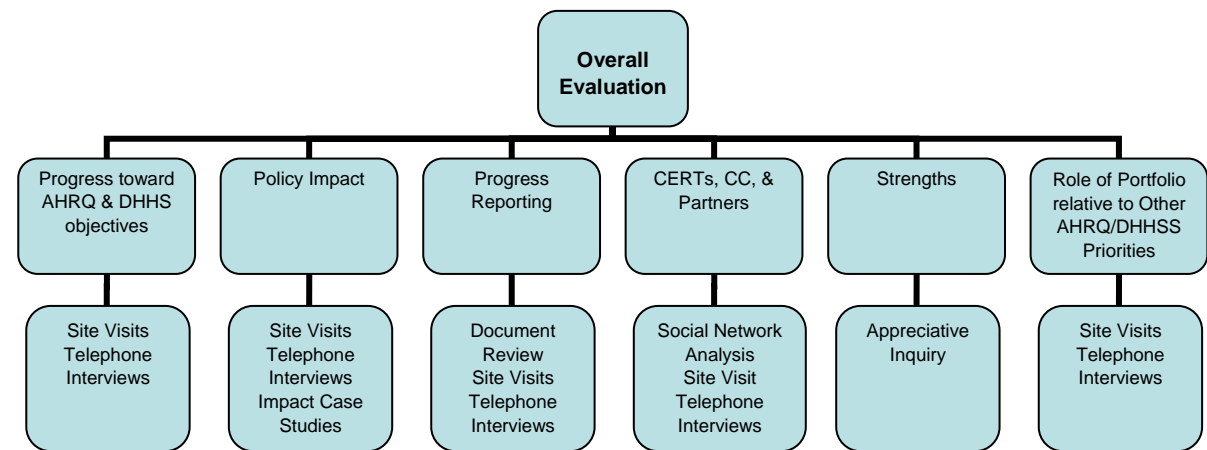 Overall
Evaluation
Progress toward
AHRQ & DHHS
objectives
Policy Impact
Progress
Reporting
CERTs, CC, &
Partners
Strengths
Role of Portfolio
relative to Other
AHRQ/DHHSS
Priorities
Site Visits
Telephone
Interviews
Site Visits
Telephone
Interviews
Impact Case
Studies
Document
Review
Site Visits
Telephone
Interviews
Social Network
Analysis
Site Visit
Telephone
Interviews
Appreciative
Inquiry
Site Visits
Telephone
Interviews